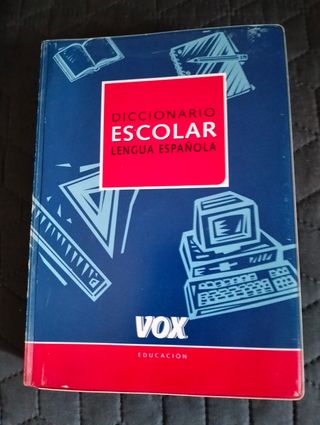 DICCIONARIO
ESCOLAR
LENGUA ESPAÑOLA
VOX
EDUCACIÓN